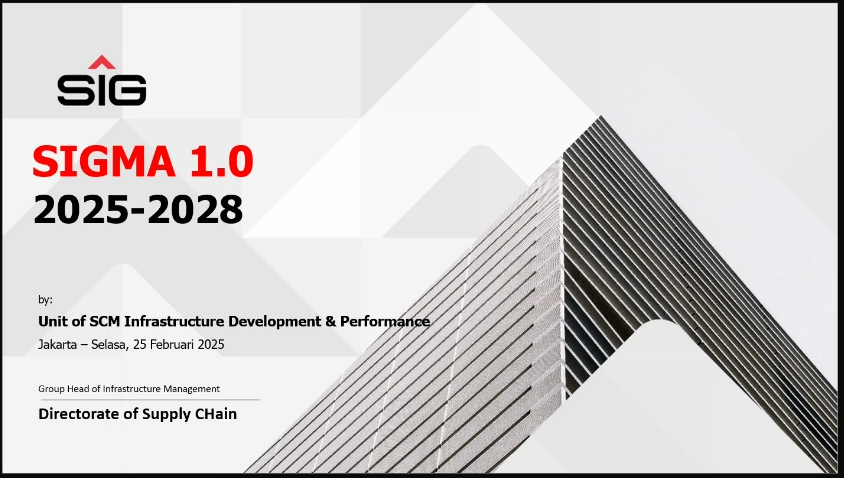 SIG
SIGMA 1.0
2025-2028
by:
Unit of SCM Infrastructure Development & Performance
Jakarta – Selasa, 25 Februari 2025
Group Head of Infrastructure Management
Directorate of Supply CHain